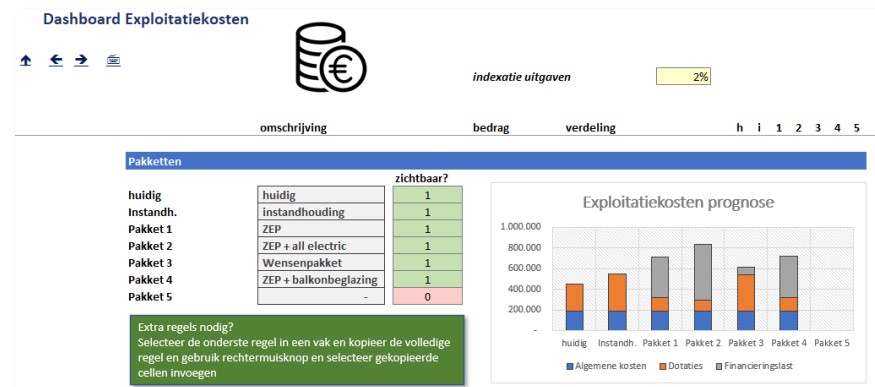 Dashboard Exploitatiekosten
indexatie uitgaven 2%
omschrijving bedrag verdeling h i 1 2 3 4 5
Pakketten
zichtbaar?
huidig huidig 1
Instandh. instandhouding 1
Pakket 1 ZEP 1
Pakket 2 ZEP + all electric 1
Pakket 3 Wensenpakket 1
Pakket 4 ZEP + balkonbeglazing 1
Pakket 5 - 0
Extra regels nodig?
Selecteer de onderste regel in een vak en kopieer de volledige
regel en gebruik rechtermuisknop en selecteer gekopieerde
cellen invoegen
Exploitatiekosten prognose
1.000.000
800.000
600.000
400.000
200.000
-
huidig Instandh. Pakket 1 Pakket 2 Pakket 3 Pakket 4 Pakket 5
Algemene kosten Dotaties Financieringslast